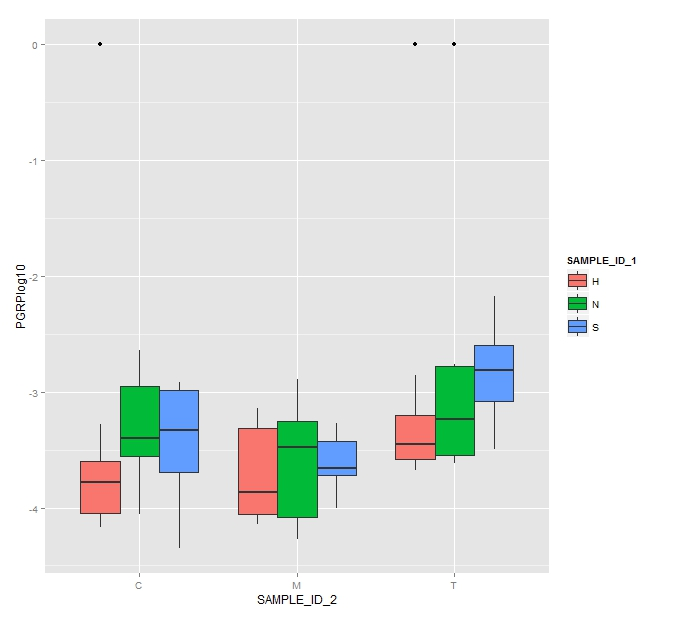 0
-1
-2
-3
-4
PGRPlog10
C
M
T
SAMPLE_ID_2
SAMPLE_ID_1
H
N
S